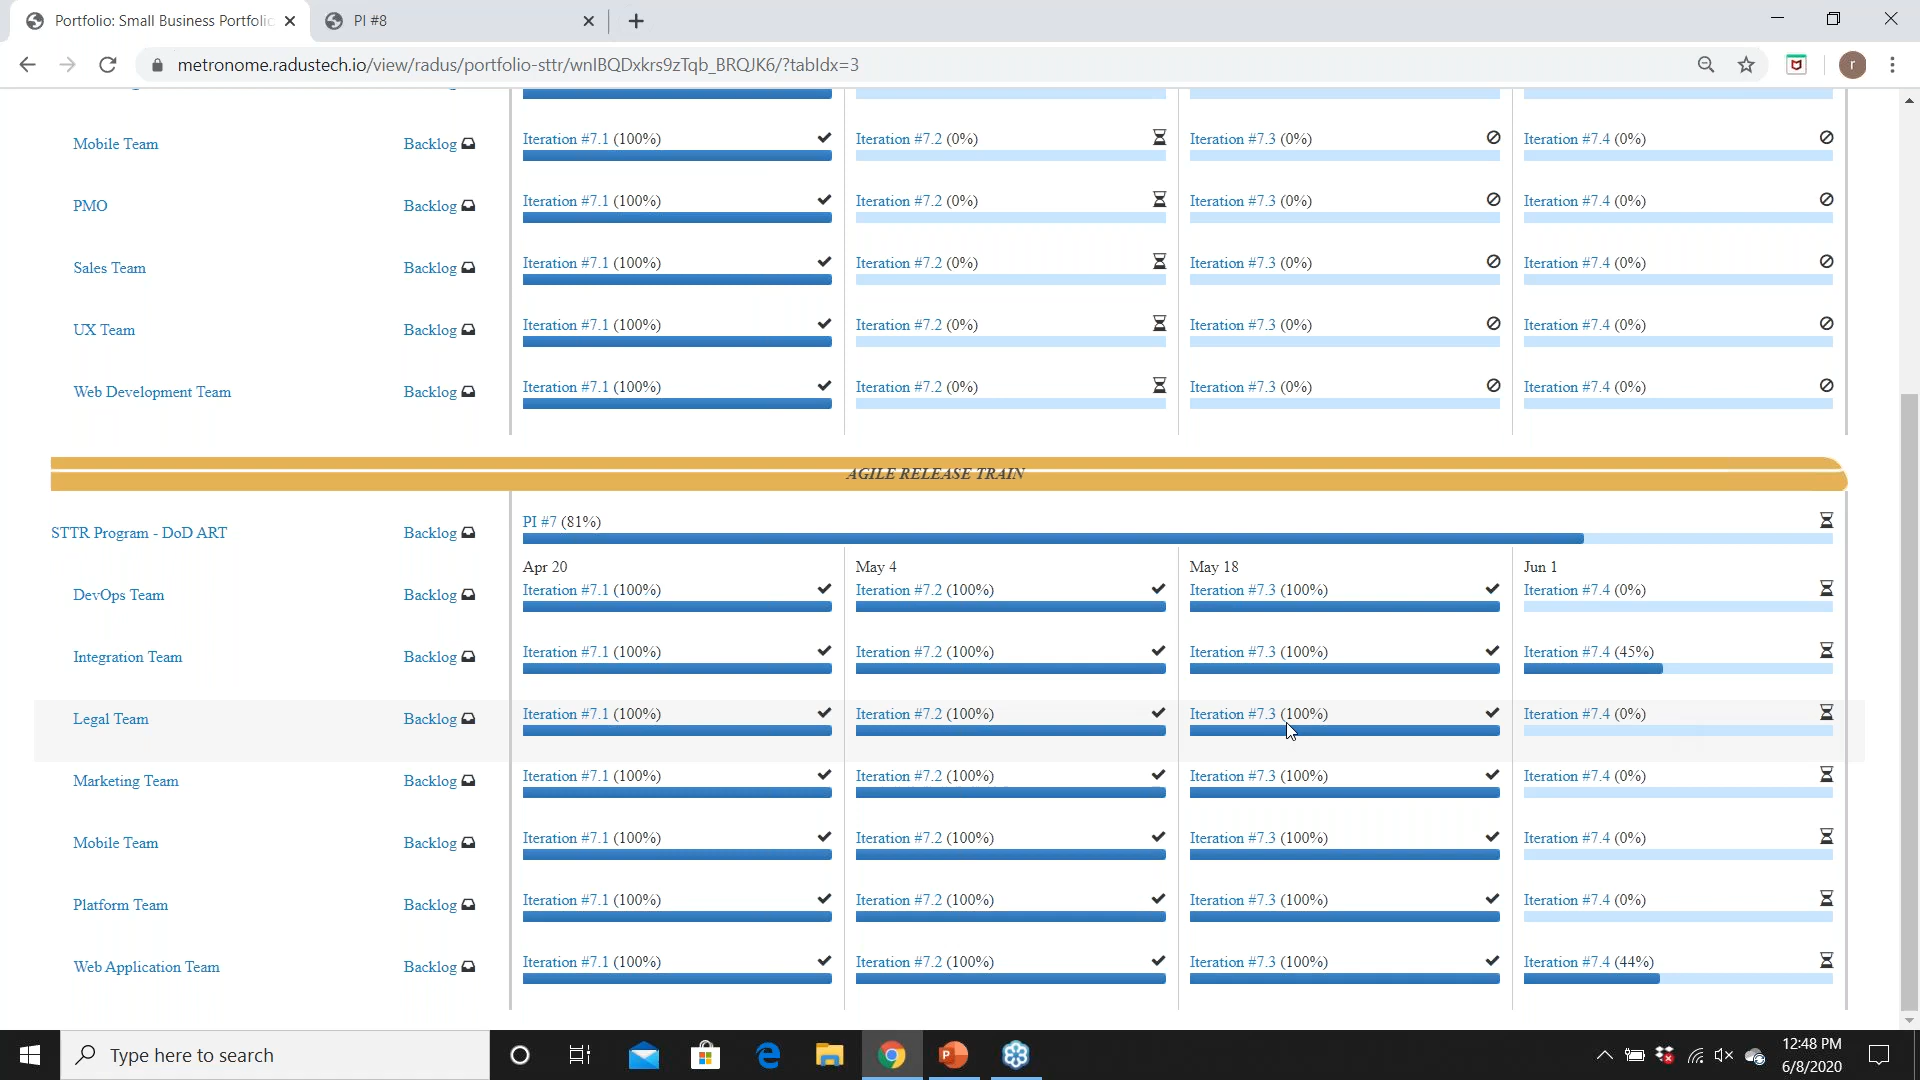 Portfolio: Small Business Portfolio
PI #8
metronome.radustech.io/view/radus/portfolio-sttr/wnIBQDxkrs9zTqb_BRQJK6/?tabIdx=3
r
Mobile Team Backlog Iteration #7.1 (100%) Iteration #7.2 (0%) Iteration #7.3 (0%) Iteration #7.4 (0%)
PMO Backlog Iteration #7.1 (100%) Iteration #7.2 (0%) Iteration #7.3 (0%) Iteration #7.4 (0%)
Sales Team Backlog Iteration #7.1 (100%) Iteration #7.2 (0%) Iteration #7.3 (0%) Iteration #7.4 (0%)
UX Team Backlog Iteration #7.1 (100%) Iteration #7.2 (0%) Iteration #7.3 (0%) Iteration #7.4 (0%)
Web Development Team Backlog Iteration #7.1 (100%) Iteration #7.2 (0%) Iteration #7.3 (0%) Iteration #7.4 (0%)
AGILE RELEASE TRAIN
STTR Program - DoD ART Backlog PI #7 (81%)
Apr 20 May 4 May 18 Jun 1
DevOps Team Backlog Iteration #7.1 (100%) Iteration #7.2 (100%) Iteration #7.3 (100%) Iteration #7.4 (0%)
Integration Team Backlog Iteration #7.1 (100%) Iteration #7.2 (100%) Iteration #7.3 (100%) Iteration #7.4 (45%)
Legal Team Backlog Iteration #7.1 (100%) Iteration #7.2 (100%) Iteration #7.3 (100%) Iteration #7.4 (0%)
Marketing Team Backlog Iteration #7.1 (100%) Iteration #7.2 (100%) Iteration #7.3 (100%) Iteration #7.4 (0%)
Mobile Team Backlog Iteration #7.1 (100%) Iteration #7.2 (100%) Iteration #7.3 (100%) Iteration #7.4 (0%)
Platform Team Backlog Iteration #7.1 (100%) Iteration #7.2 (100%) Iteration #7.3 (100%) Iteration #7.4 (0%)
Web Application Team Backlog Iteration #7.1 (100%) Iteration #7.2 (100%) Iteration #7.3 (100%) Iteration #7.4 (44%)
Type here to search
12:48 PM
6/8/2020